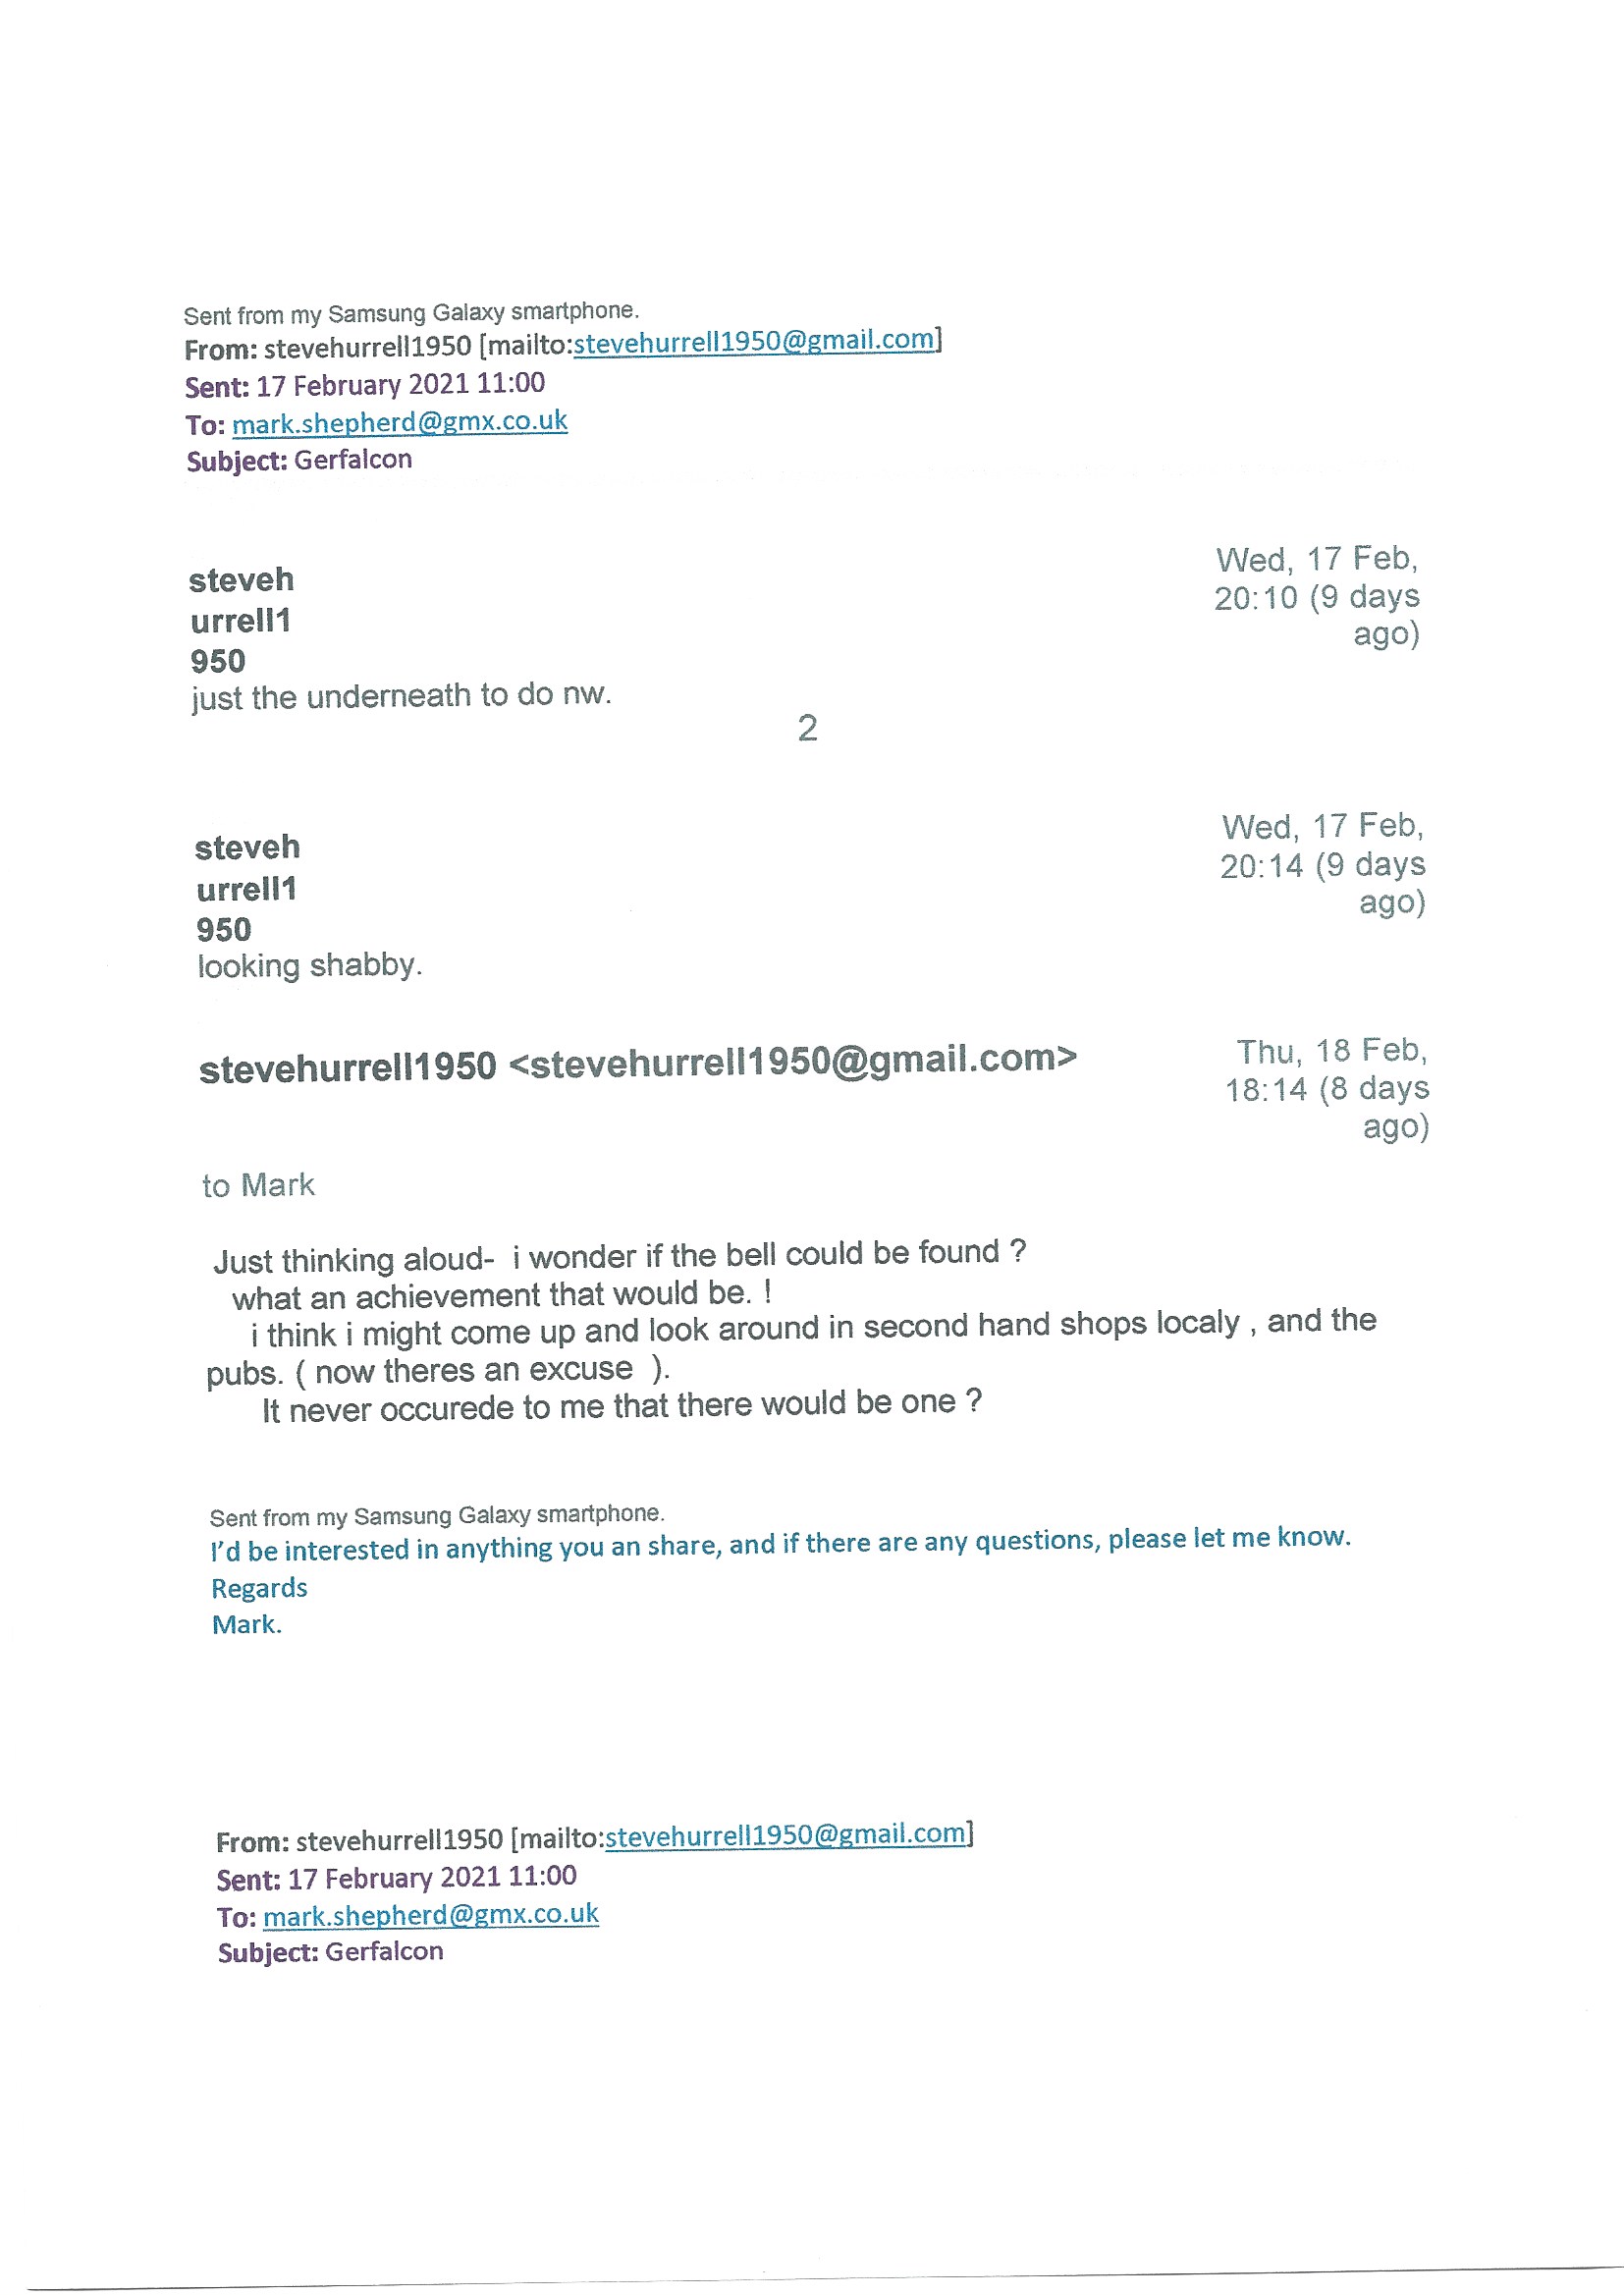 Sent from my Samsung Galaxy smartphone.
From: stevehurrell1950 [mailto:stevehurrell1950@gmail.com]
Sent: 17 February 2021 11:00
To: mark.shepherd@gmx.co.uk
Subject: Gerfalcon
steveh
urrell1
950
Wed, 17 Feb,
20:10 (9 days
ago)
just the underneath to do nw.
2
steveh
urrell1
950
Wed, 17 Feb,
20:14 (9 days
ago)
looking shabby.
stevehurrell1950 <stevehurrell1950@gmail.com>
Thu, 18 Feb,
18:14 (8 days
ago)
to Mark
Just thinking aloud-  i wonder if the bell could be found ?
what an achievement that would be. !
i think i might come up and look around in second hand shops localy , and the
pubs. ( now theres an excuse  ).
It never occurede to me that there would be one ?
Sent from my Samsung Galaxy smartphone.
I'd be interested in anything you an share, and if there are any questions, please let me know.
Regards
Mark.
From: stevehurrell1950 [mailto:stevehurrell1950@gmail.com]
Sent: 17 February 2021 11:00
To: mark.shepherd@gmx.co.uk
Subject: Gerfalcon